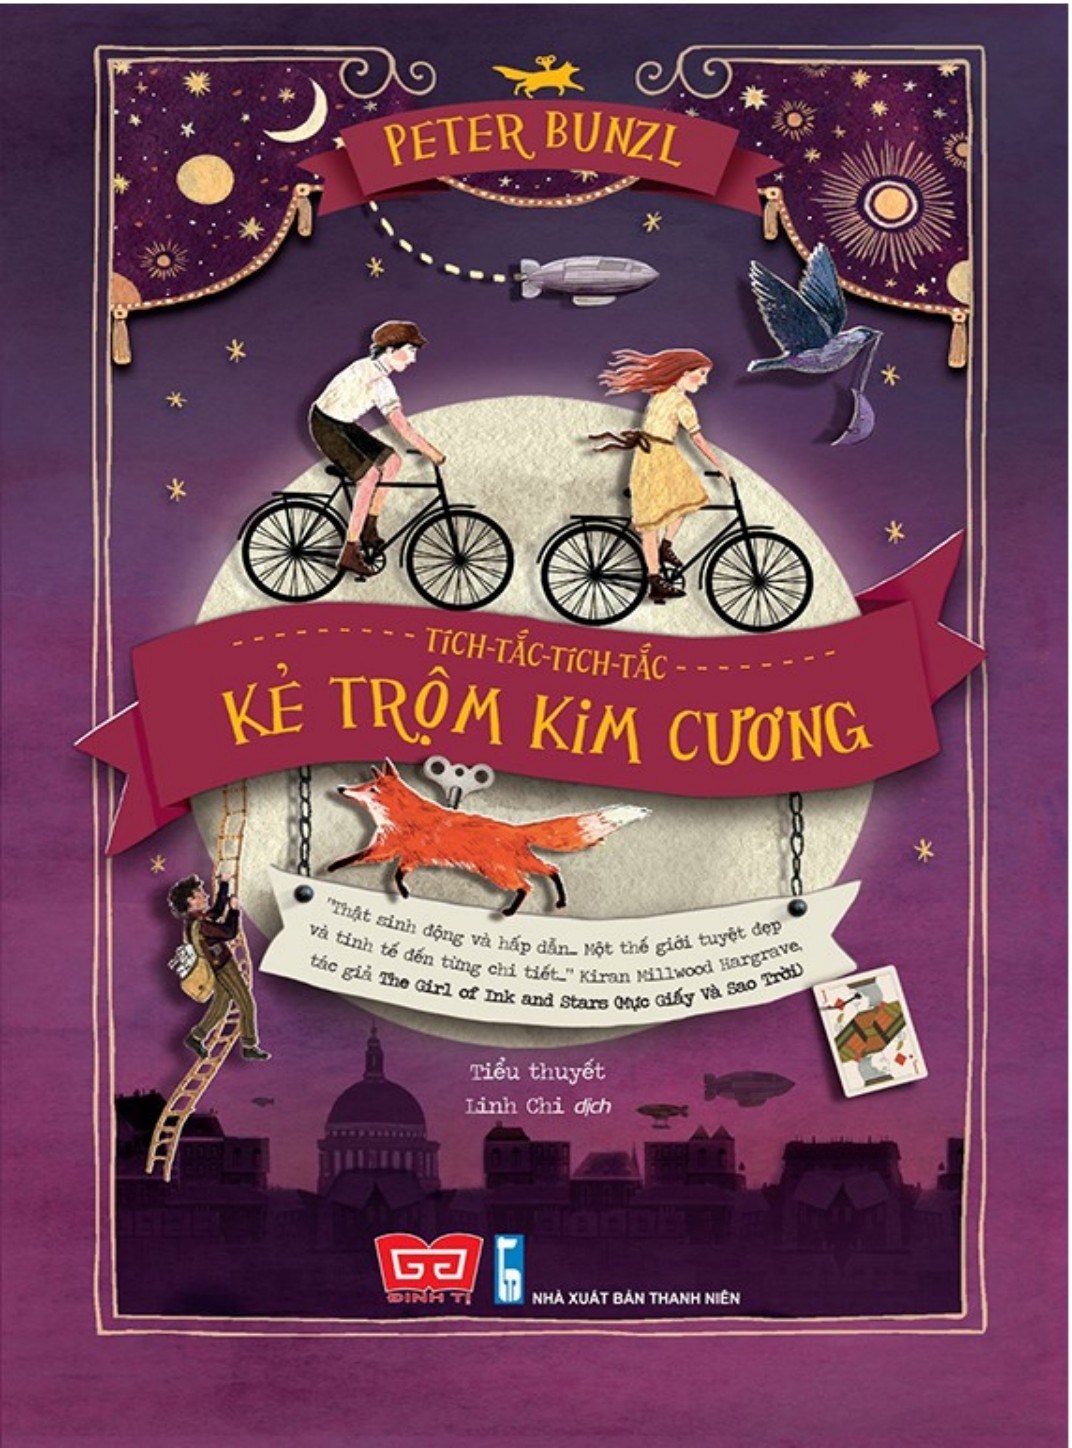 PETER BUNZL
TÍCH-TẮC-TÍCH-TẮC
KẺ TRỘM KIM CƯƠNG
"Thật sinh động và hấp dẫn... Một thế giới tuyệt đẹp
và tinh tế đến từng chi tiết..." Kiran Millwood Hargrave,
tác giả The Girl of Ink and Stars (Mực Giấy Và Sao Trời)
Tiểu thuyết
Linh Chi dịch
ĐINH TỊ
NHÀ XUẤT BẢN THANH NIÊN